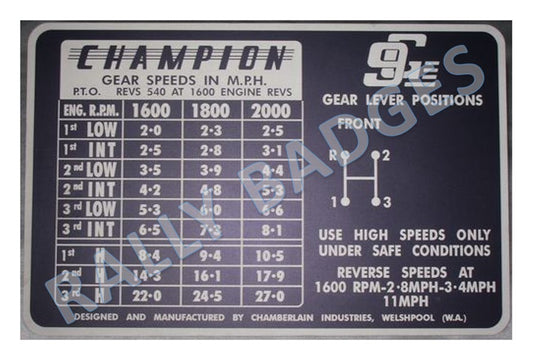 CHAMPION
GEAR SPEEDS IN M.P.H.
P.T.O. REVS 540 AT 1600 ENGINE REVS
ENG. R.P.M. 1600 1800 2000
1st LOW 2·0 2·3 2·5
1st INT 2·5 2·8 3·1
2nd LOW 3·5 3·9 4·4
2nd INT 4·2 4·8 5·3
3rd LOW 5·3 6·0 6·6
3rd INT 6·5 7·3 8·1
1st H 8·4 9·4 10·5
2nd H 14·3 16·1 17·9
3rd H 22·0 24·5 27·0
9G
GEAR LEVER POSITIONS
FRONT
R 2
1 3
USE HIGH SPEEDS ONLY
UNDER SAFE CONDITIONS
REVERSE SPEEDS AT
1600 RPM-2·8MPH-3·4MPH
11MPH
DESIGNED AND MANUFACTURED BY CHAMBERLAIN INDUSTRIES, WELSHPOOL (W.A.)
RALLY BADGES